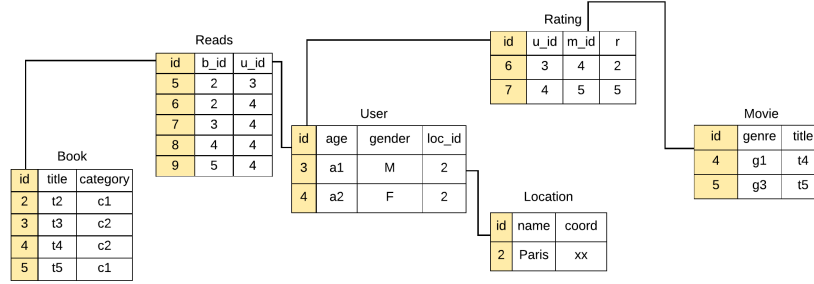 Reads
id b_id u_id
5 2 3
6 2 4
7 3 4
8 4 4
9 5 4
Rating
id u_id m_id r
6 3 4 2
7 4 5 5
User
id age gender loc_id
3 a1 M 2
4 a2 F 2
Movie
id genre title
4 g1 t4
5 g3 t5
Book
id title category
2 t2 c1
3 t3 c2
4 t4 c2
5 t5 c1
Location
id name coord
2 Paris xx